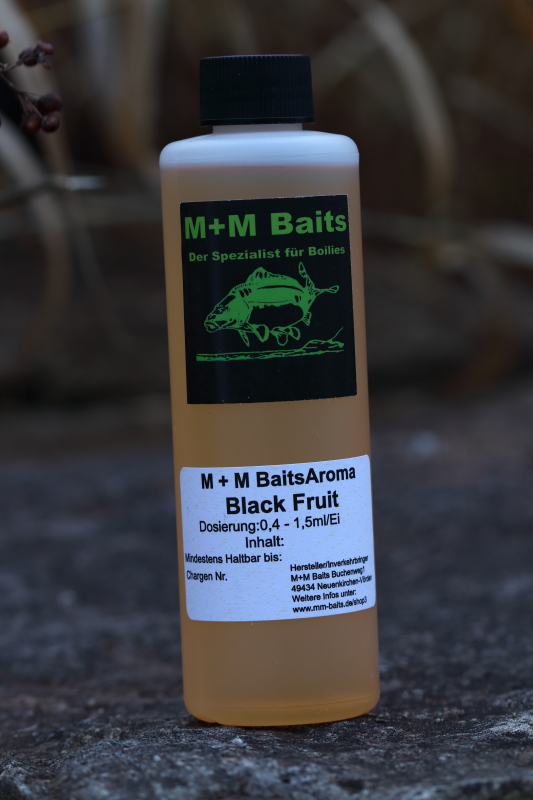 M+M Baits
Der Spezialist für Boilies
M + M BaitsAroma
Black Fruit
Dosierung:0,4 - 1,5ml/Ei
Inhalt:
Mindestens Haltbar bis:
Chargen Nr.
Hersteller/Inverkehrbringer
M+M Baits Buchenweg1
49434 Neuenkirchen-Vörden
Weitere Infos unter:
www.mm-baits.de/shop3